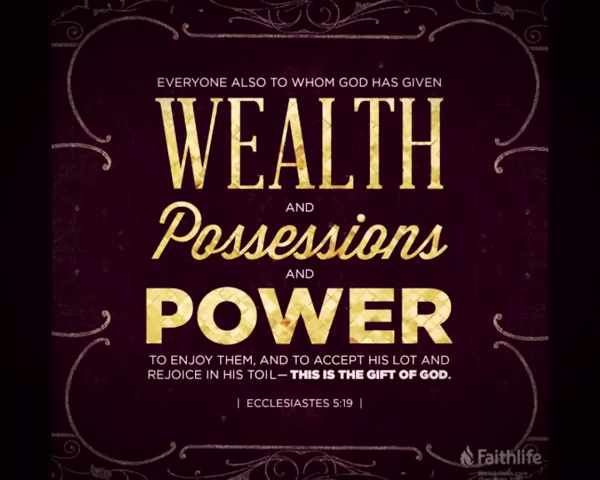 EVERYONE ALSO TO WHOM GOD HAS GIVEN
WEALTH
AND
Possessions
AND
POWER
TO ENJOY THEM, AND TO ACCEPT HIS LOT AND
REJOICE IN HIS TOIL—THIS IS THE GIFT OF GOD.
| ECCLESIASTES 5:19 |
Faithlife